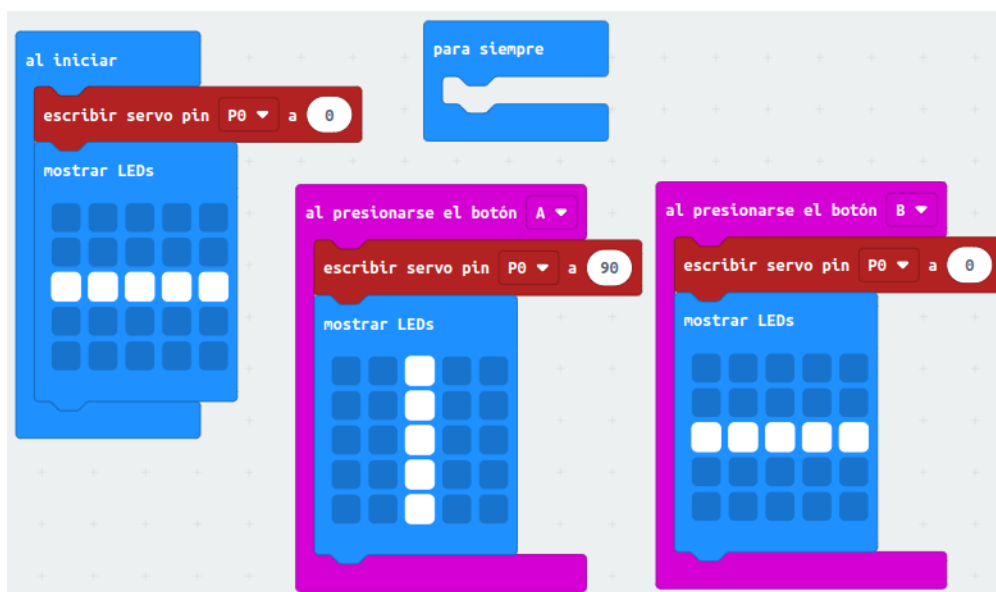 al iniciar
escribir servo pin P0 a 0
mostrar LEDs
para siempre
al presionarse el botón A
escribir servo pin P0 a 90
mostrar LEDs
al presionarse el botón B
escribir servo pin P0 a 0
mostrar LEDs